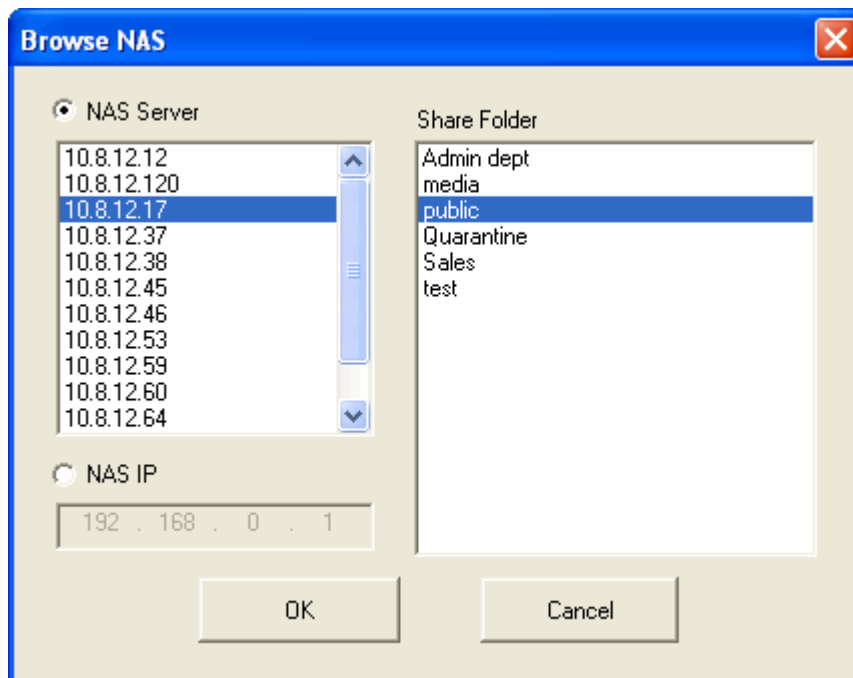 Browse NAS
NAS Server
10.8.12.12
10.8.12.120
10.8.12.17
10.8.12.37
10.8.12.38
10.8.12.45
10.8.12.46
10.8.12.53
10.8.12.59
10.8.12.60
10.8.12.64
NAS IP
192 . 168 . 0 . 1
Share Folder
Admin dept
media
public
Quarantine
Sales
test
OK
Cancel